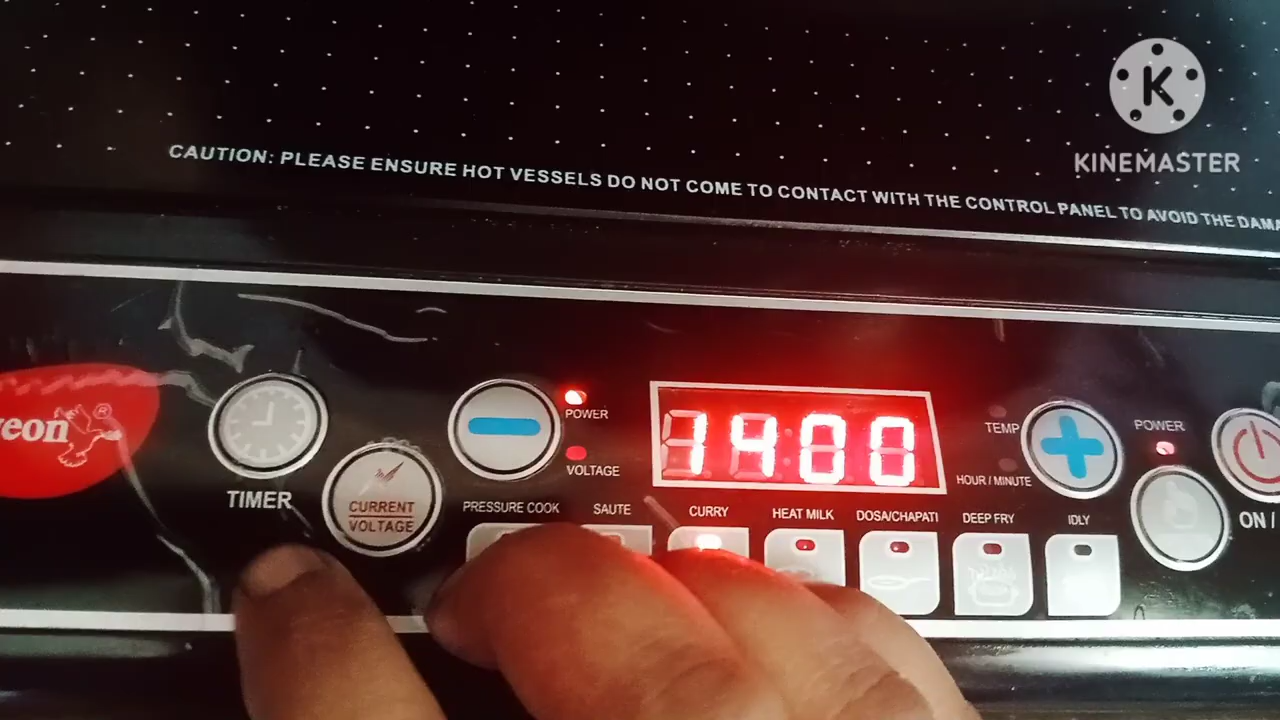 KINEMASTER
CAUTION: PLEASE ENSURE HOT VESSELS DO NOT COME TO CONTACT WITH THE CONTROL PANEL TO AVOID THE DAMA
eon®
TIMER
CURRENT
VOLTAGE
POWER
VOLTAGE
1400
TEMP
HOUR / MINUTE
POWER
ON /
PRESSURE COOK
SAUTE
CURRY
HEAT MILK
DOSA/CHAPATI
DEEP FRY
IDLY